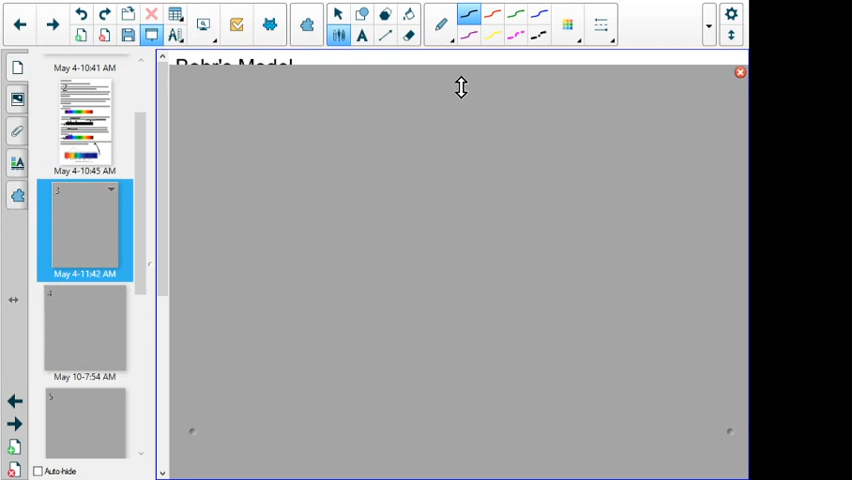 May 4-10:41 AM
2
May 4-10:45 AM
3
May 4-11:42 AM
4
May 10-7:54 AM
5
Auto-hide
Bohr's Model
A